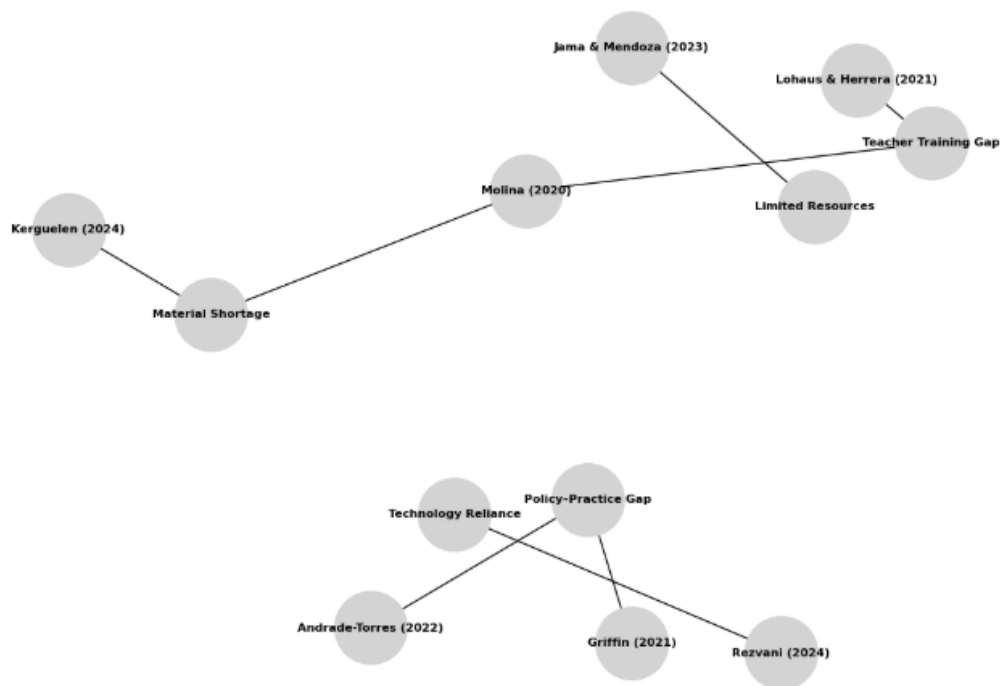 Jama & Mendoza (2023)
Lohaus & Herrera (2021)
Teacher Training Gap
Molina (2020)
Limited Resources
Kerguelen (2024)
Material Shortage
Policy-Practice Gap
Technology Reliance
Andrade-Torres (2022)
Griffin (2021)
Rezvani (2024)